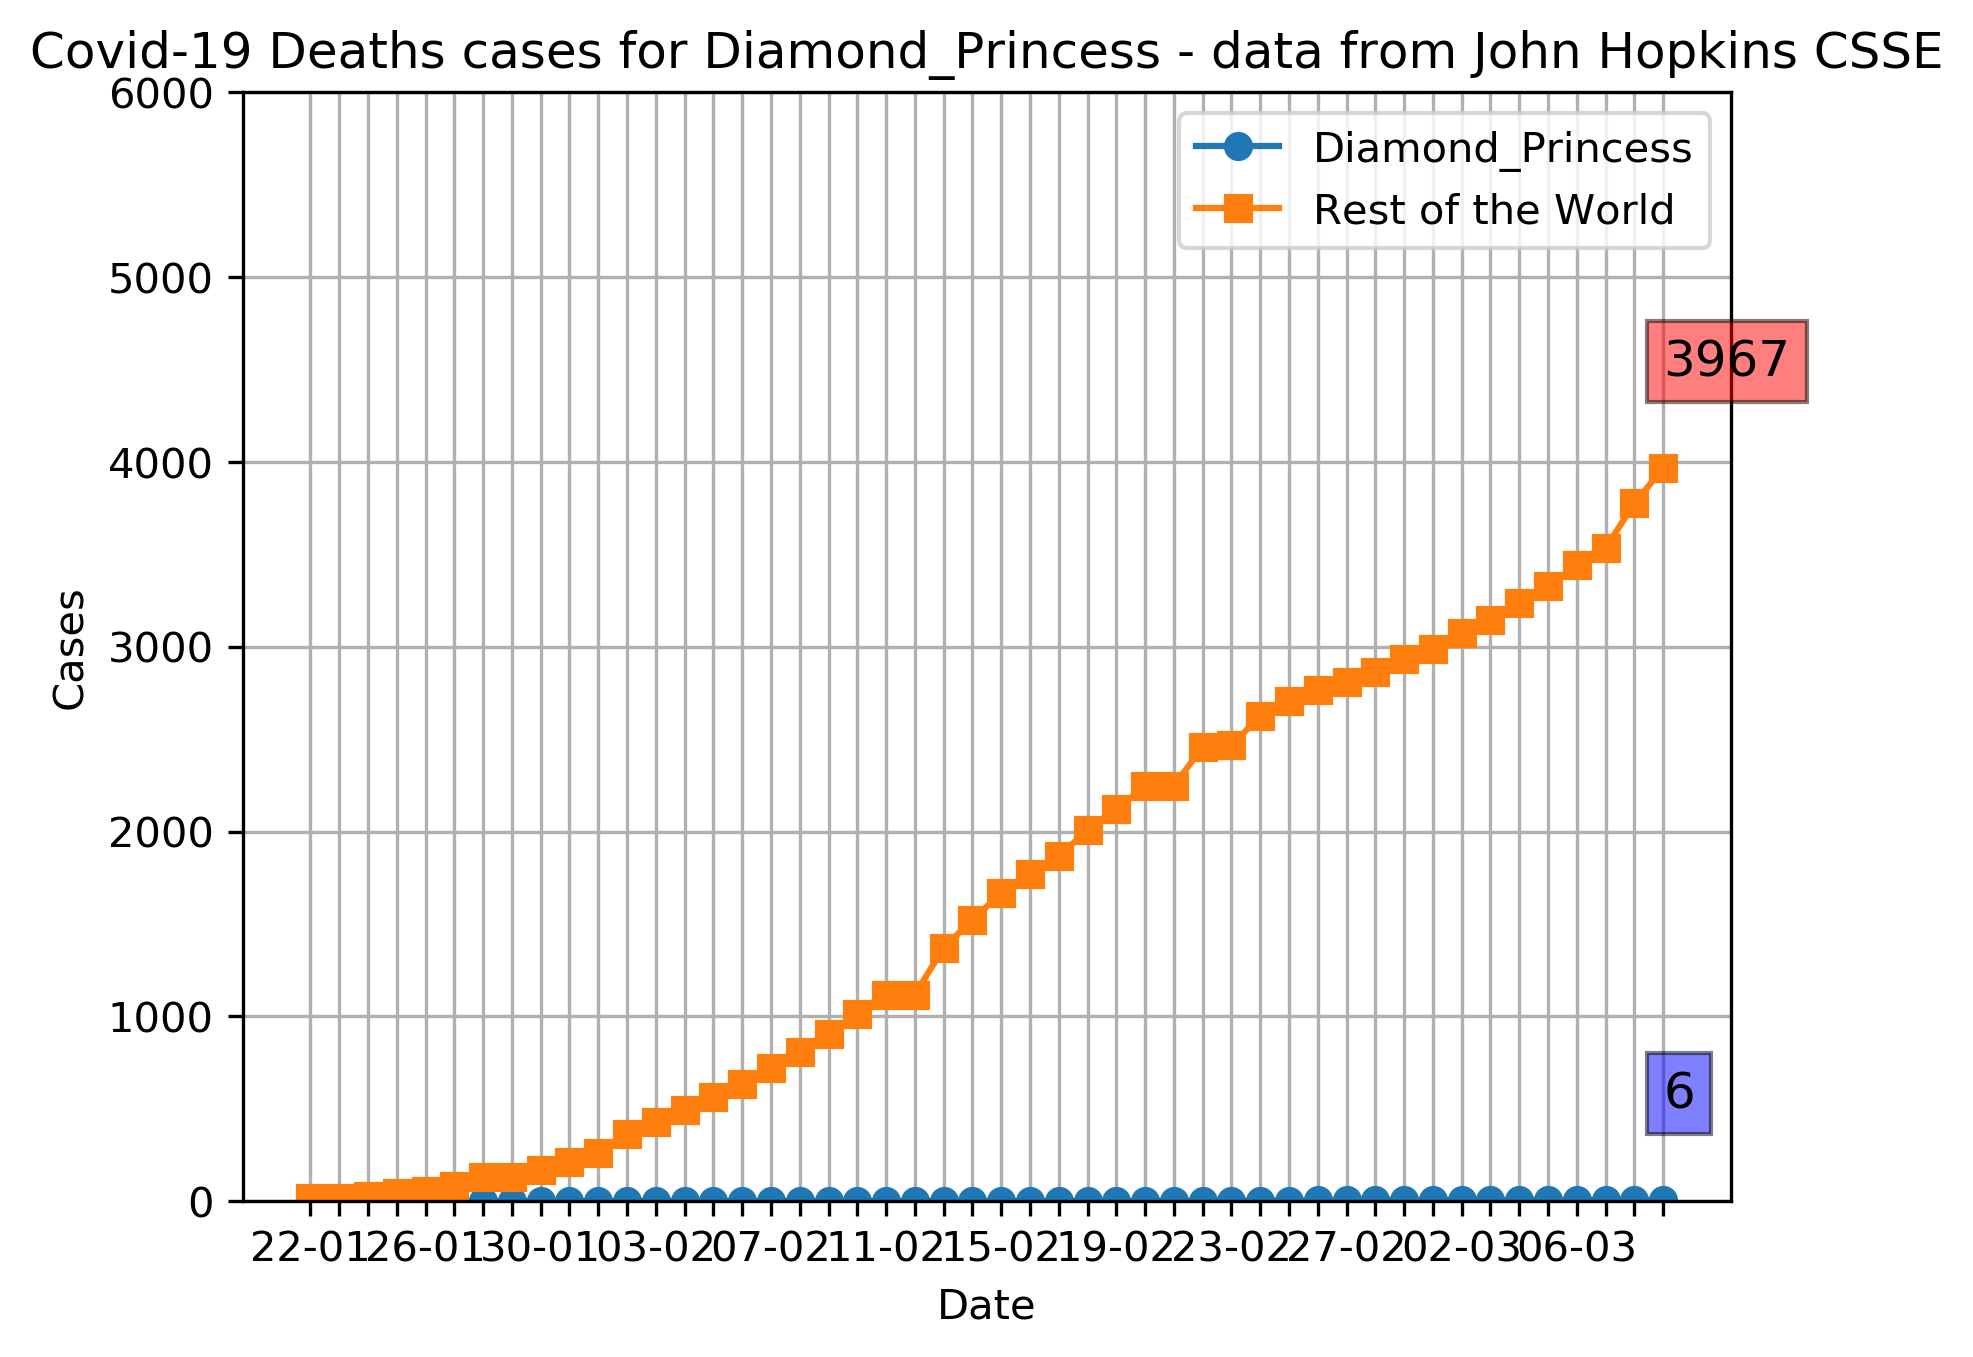 Covid-19 Deaths cases for Diamond_Princess - data from John Hopkins CSSE
6000
5000
4000
3000
2000
1000
0
Cases
Diamond_Princess
Rest of the World
3967
6
22-01 26-01 30-01 03-02 07-02 11-02 15-02 19-02 23-02 27-02 02-03 06-03
Date